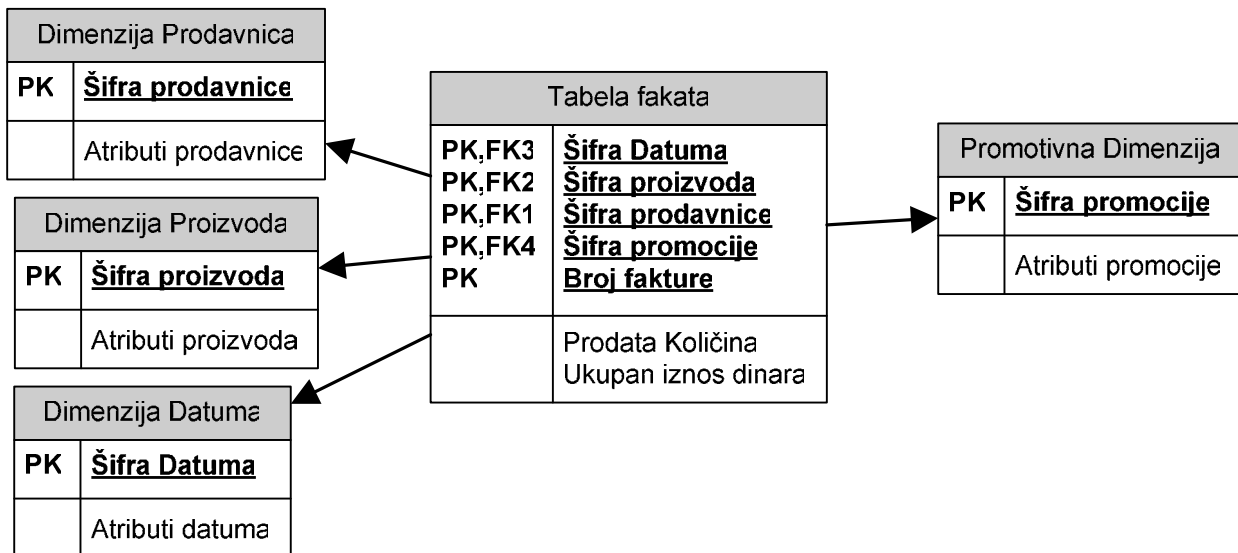 Dimenzija Prodavnica
PK Šifra prodavnice
Atributi prodavnice
Dimenzija Proizvoda
PK Šifra proizvoda
Atributi proizvoda
Dimenzija Datuma
PK Šifra Datuma
Atributi datuma
Tabela fakata
PK,FK3 Šifra Datuma
PK,FK2 Šifra proizvoda
PK,FK1 Šifra prodavnice
PK,FK4 Šifra promocije
PK Broj fakture
Prodata Količina
Ukupan iznos dinara
Promotivna Dimenzija
PK Šifra promocije
Atributi promocije